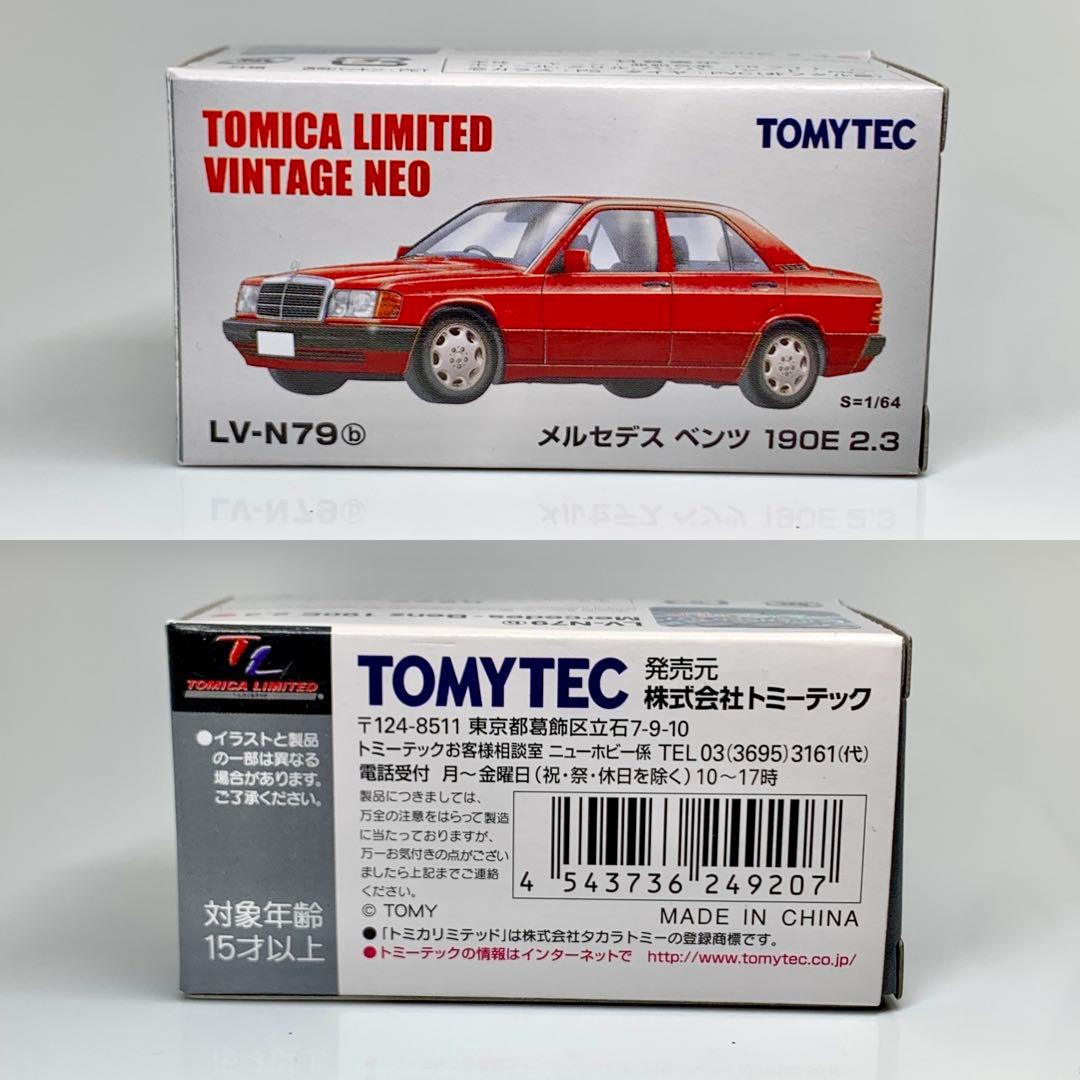 TOMICA LIMITED
VINTAGE NEO
TOMYTEC
S=1/64
LV-N79ⓑ
メルセデス ベンツ 190E 2.3
LV-N79ⓑ
Mercedes-Benz 190E 2.3
TL
TOMICA LIMITED
●イラストと製品
の一部は異なる
場合があります。
ご了承ください。
対象年齢
15才以上
TOMYTEC
発売元
株式会社トミーテック
〒124-8511 東京都葛飾区立石7-9-10
トミーテックお客様相談室 ニューホビー係 TEL 03(3695)3161(代)
電話受付 月〜金曜日(祝・祭・休日を除く)10〜17時
製品につきましては、
万全の注意をはらって製造
に当たっておりますが、
万一お気付きの点がござい
ましたら上記までご連絡
ください。
© TOMY
4 543736 249207
MADE IN CHINA
●「トミカリミテッド」は株式会社タカラトミーの登録商標です。
●トミーテックの情報はインターネットで http://www.tomytec.co.jp/